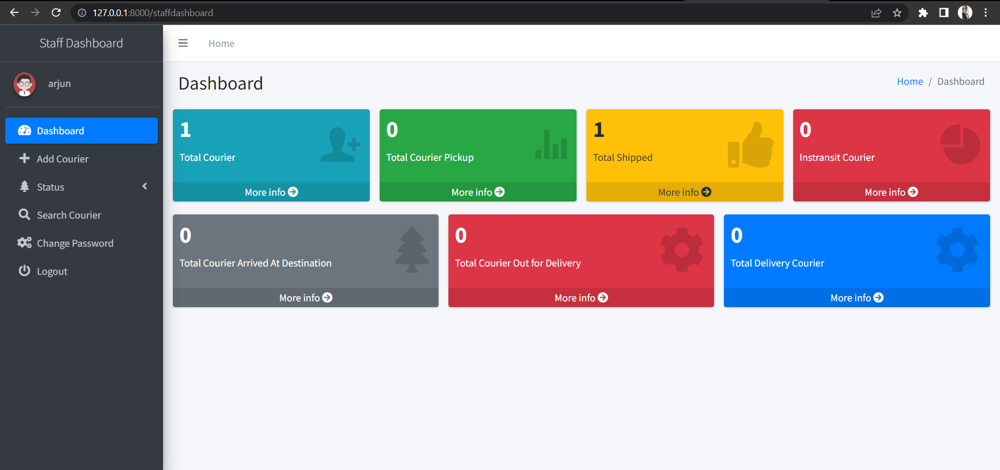 127.0.0.1:8000/staffdashboard
Staff Dashboard
Home
arjun
Dashboard
Add Courier
Status
Search Courier
Change Password
Logout
Dashboard
Home / Dashboard
1
Total Courier
More info
0
Total Courier Pickup
More info
1
Total Shipped
More info
0
Instransit Courier
More info
0
Total Courier Arrived At Destination
More info
0
Total Courier Out for Delivery
More info
0
Total Delivery Courier
More info